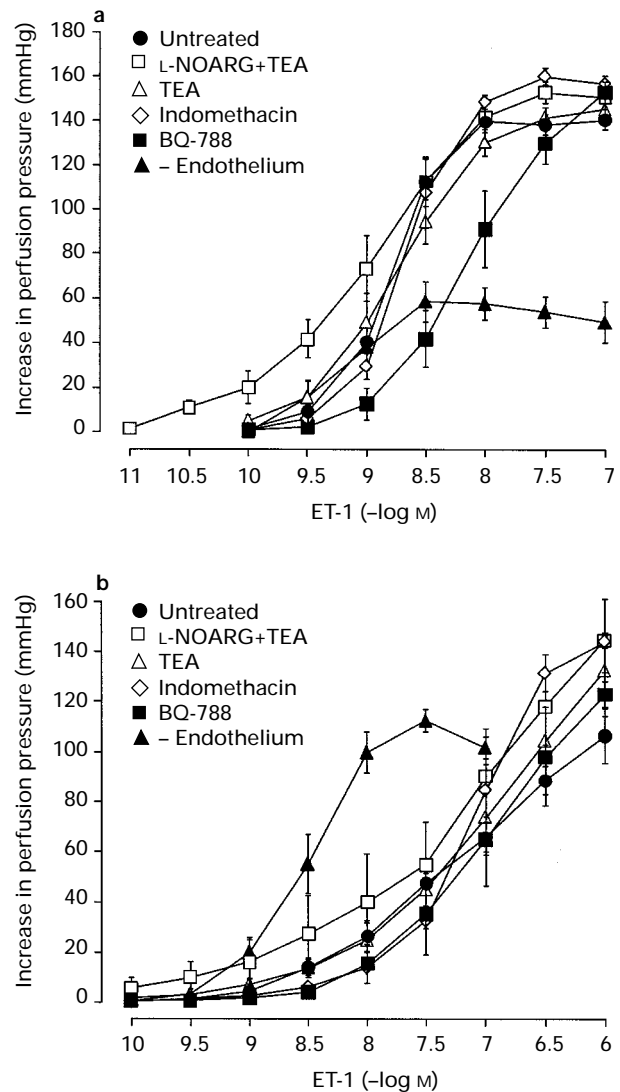 a
Increase in perfusion pressure (mmHg)
180
160
140
120
100
80
60
40
20
0
Untreated
L-NOARG+TEA
TEA
Indomethacin
BQ-788
– Endothelium
11 10.5 10 9.5 9 8.5 8 7.5 7
ET-1 (–log M)
b
Increase in perfusion pressure (mmHg)
160
140
120
100
80
60
40
20
0
Untreated
L-NOARG+TEA
TEA
Indomethacin
BQ-788
– Endothelium
10 9.5 9 8.5 8 7.5 7 6.5 6
ET-1 (–log M)